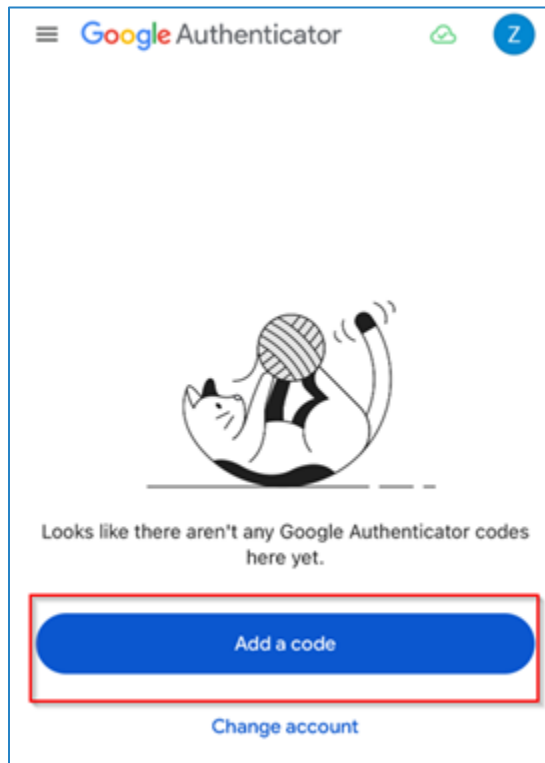 Google Authenticator
Z
Looks like there aren't any Google Authenticator codes
here yet.
Add a code
Change account